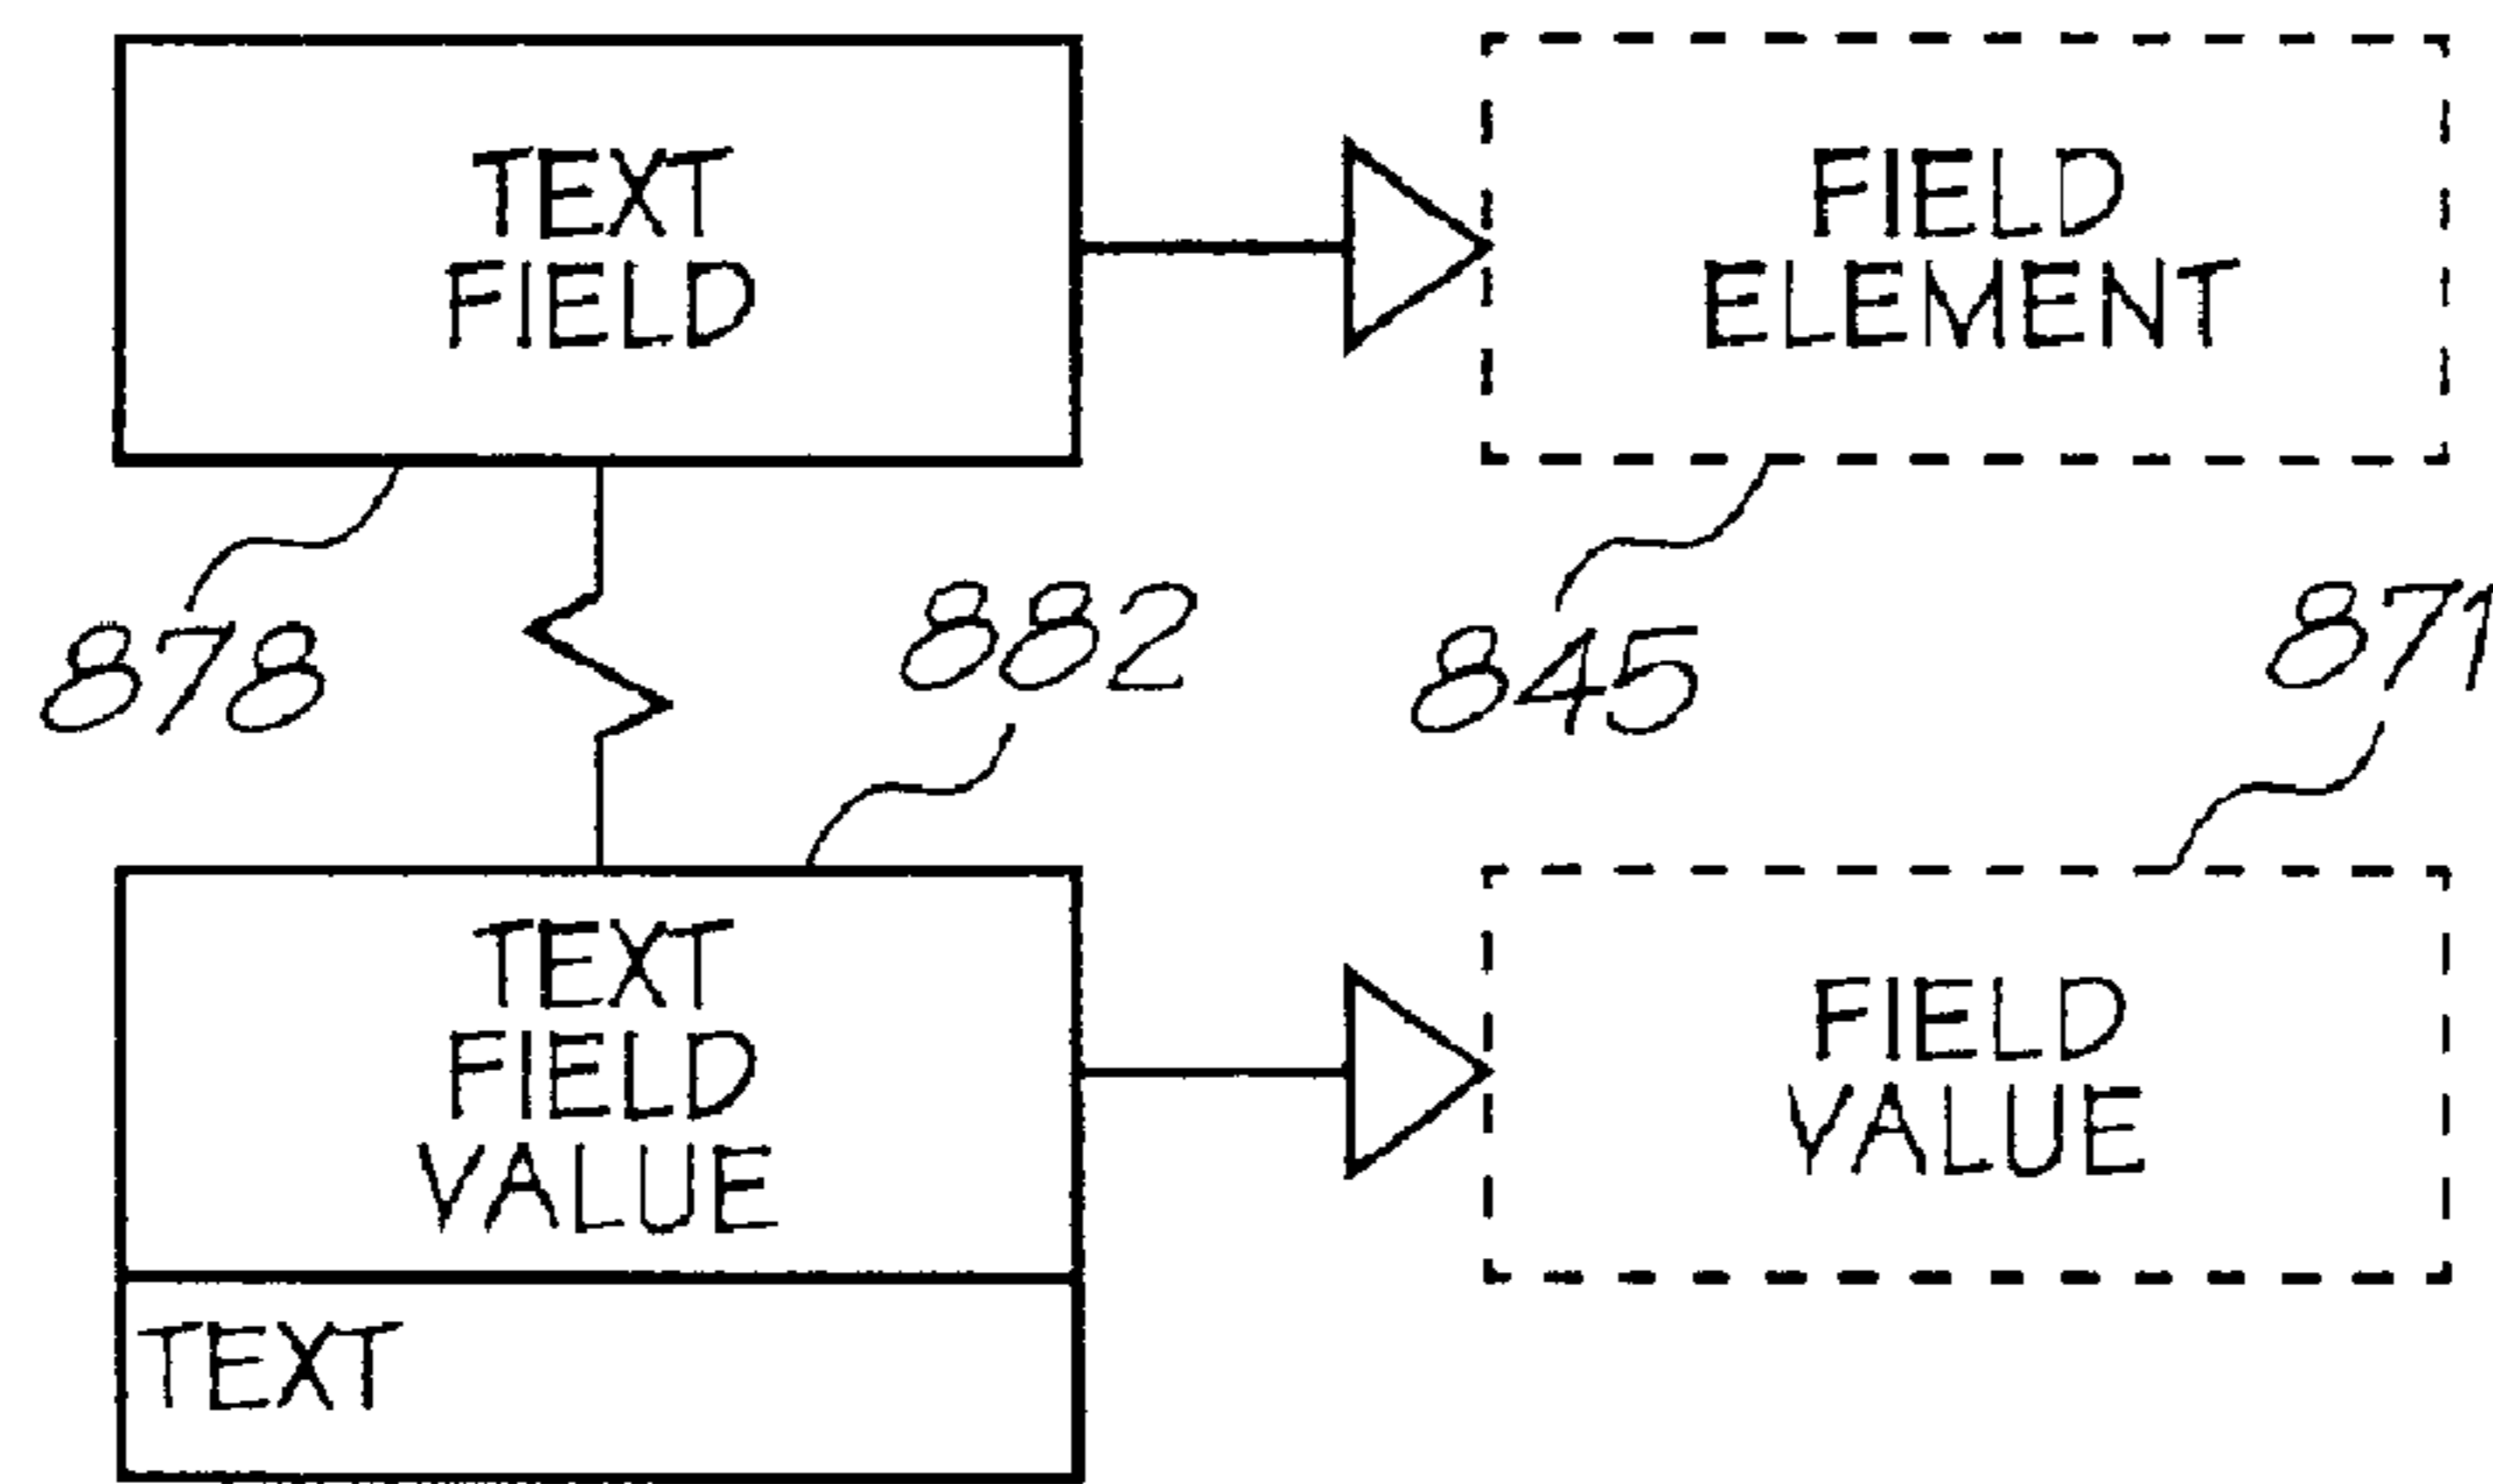 TEXT
FIELD
FIELD
ELEMENT
878
882
845
871
TEXT
FIELD
VALUE
FIELD
VALUE
TEXT